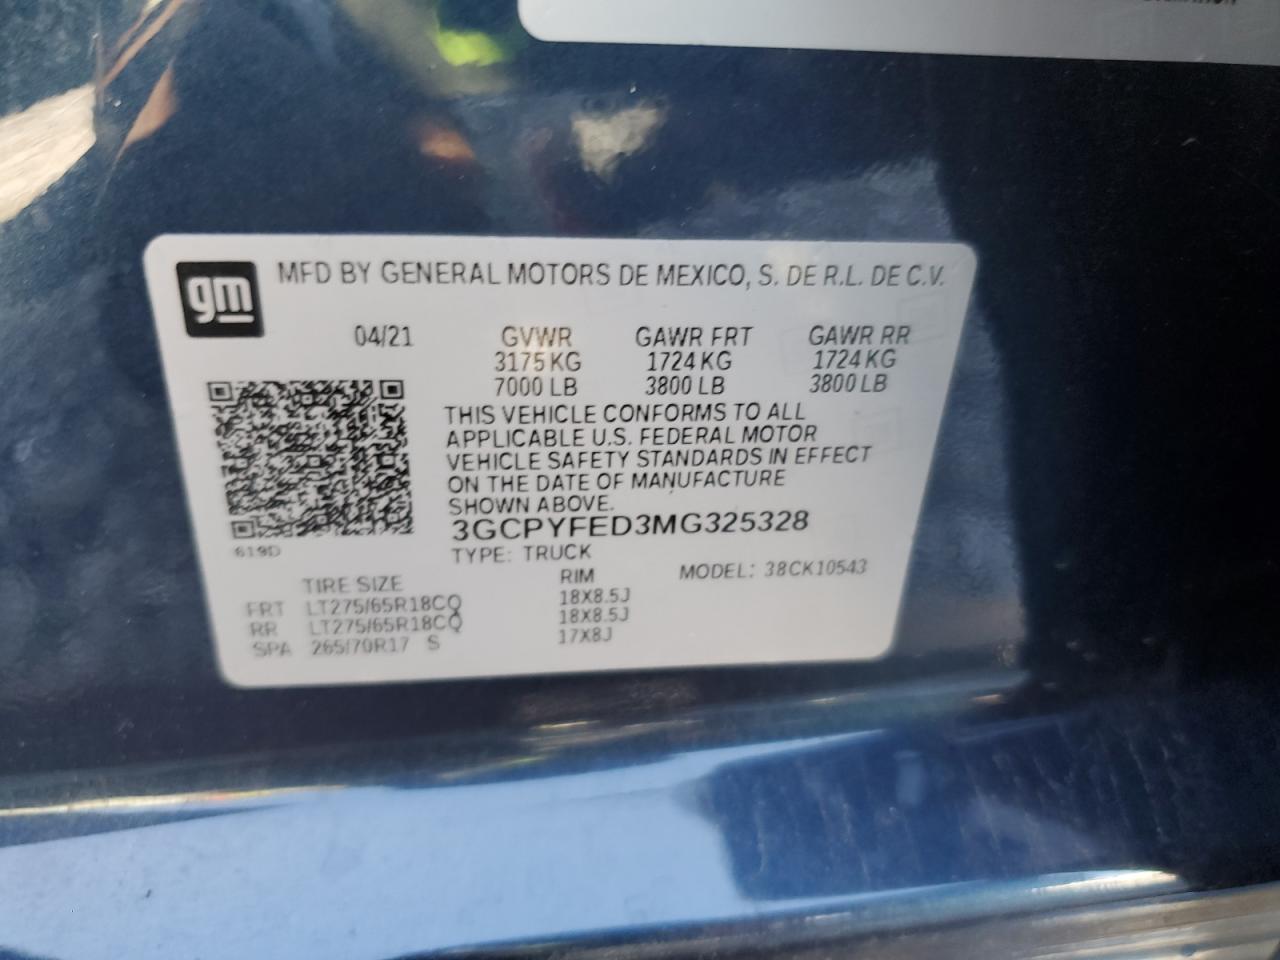 gm
MFD BY GENERAL MOTORS DE MEXICO, S. DE R.L. DE C.V.
04/21 GVWR GAWR FRT GAWR RR
3175 KG 1724 KG 1724 KG
7000 LB 3800 LB 3800 LB
THIS VEHICLE CONFORMS TO ALL
APPLICABLE U.S. FEDERAL MOTOR
VEHICLE SAFETY STANDARDS IN EFFECT
ON THE DATE OF MANUFACTURE
SHOWN ABOVE.
3GCPYFED3MG325328
619D
TYPE: TRUCK
MODEL: 38CK10543
TIRE SIZE RIM
FRT LT275/65R18CQ 18X8.5J
RR LT275/65R18CQ 18X8.5J
SPA 265/70R17 S 17X8J